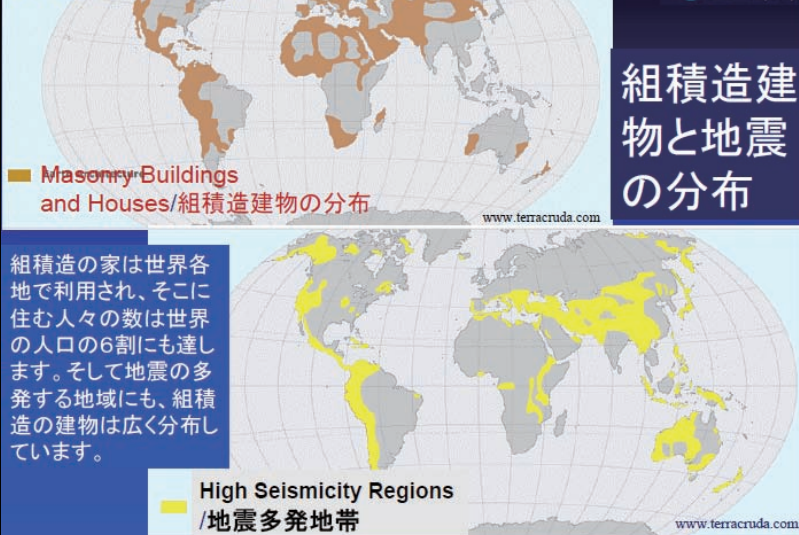 組積造建
物と地震
の分布
Masonry Buildings
and Houses/組積造建物の分布
www.terracruda.com
組積造の家は世界各
地で利用され、そこに
住む人々の数は世界
の人口の6割にも達し
ます。そして地震の多
発する地域にも、組積
造の建物は広く分布し
ています。
High Seismicity Regions
/地震多発地帯
www.terracruda.com